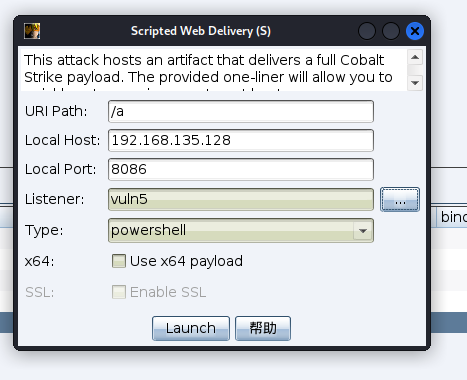 Scripted Web Delivery (S)
This attack hosts an artifact that delivers a full Cobalt
Strike payload. The provided one-liner will allow you to
URI Path: /a
Local Host: 192.168.135.128
Local Port: 8086
Listener: vuln5 ...
Type: powershell
bind
x64: Use x64 payload
SSL: Enable SSL
Launch 帮助